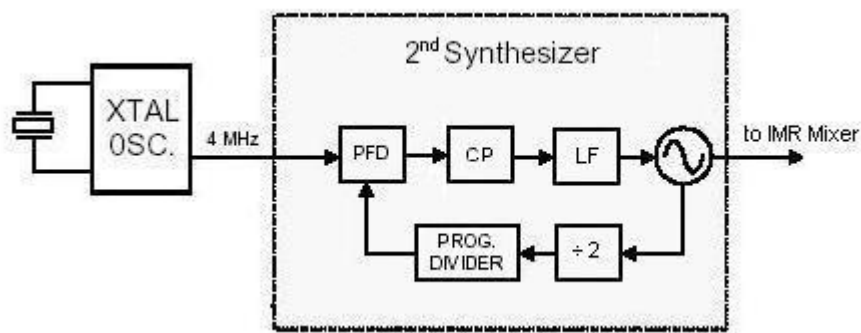 2nd Synthesizer
XTAL
0SC.
4 MHz
PFD
CP
LF
to IMR Mixer
PROG.
DIVIDER
÷ 2